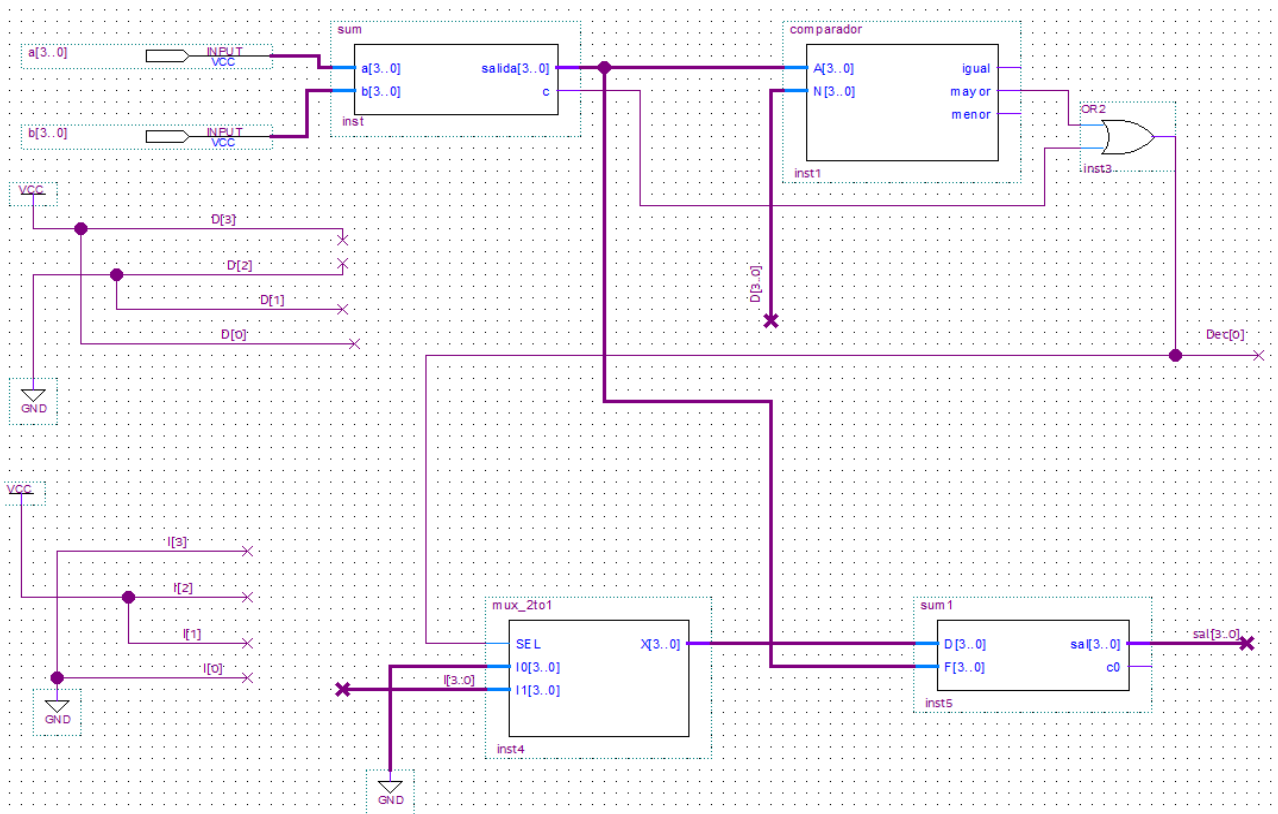 sum
a[3..0]
INPUT
VCC
a[3..0]
salida[3..0]
b[3..0]
c
b[3..0]
INPUT
VCC
inst
comparador
A[3..0]
igual
N[3..0]
mayor
menor
inst1
OR2
inst3
VCC
D[3]
D[2]
D[1]
D[0]
GND
D[3..0]
Dec[0]
VCC
I[3]
I[2]
I[1]
I[0]
GND
mux_2to1
SEL
X[3..0]
I0[3..0]
I[3..0]
I1[3..0]
inst4
GND
sum1
D[3..0]
sal[3..0]
sal[3..0]
F[3..0]
c0
inst5